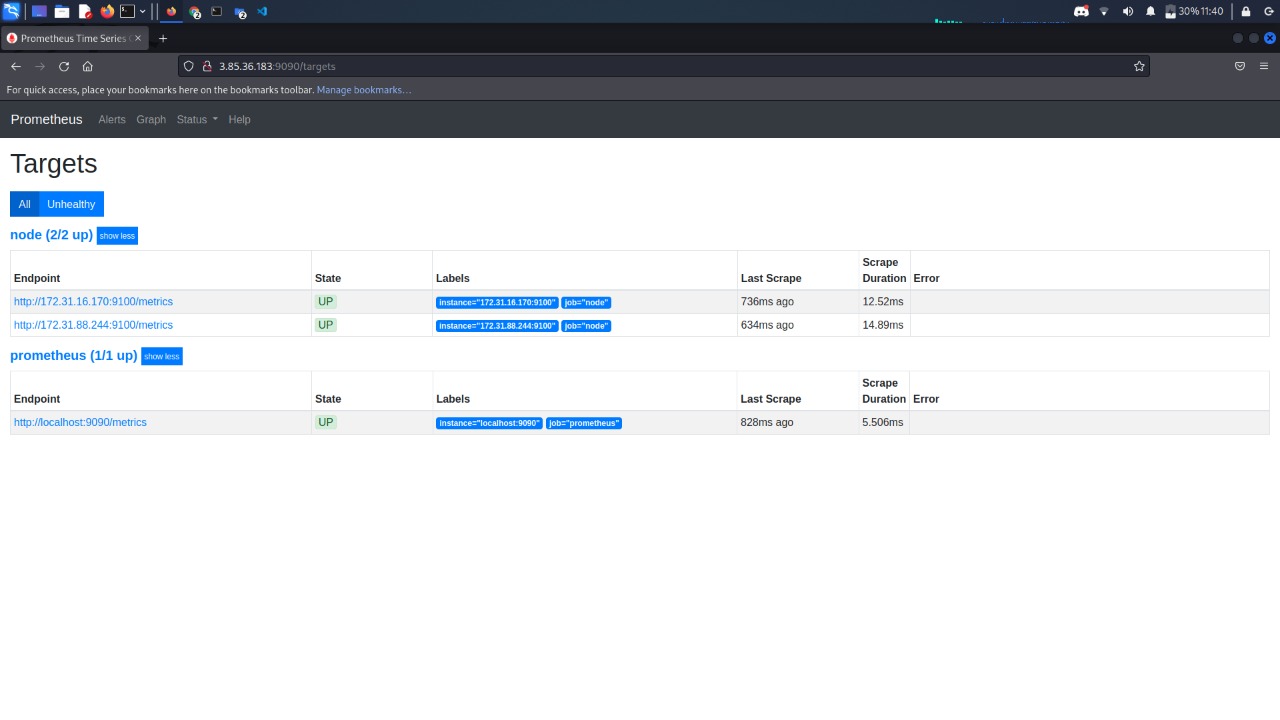 2
2
30% 11:40
Prometheus Time Series C
3.85.36.183:9090/targets
For quick access, place your bookmarks here on the bookmarks toolbar. Manage bookmarks…
Prometheus Alerts Graph Status Help
Targets
All Unhealthy
node (2/2 up) show less
Endpoint State Labels Last Scrape Scrape Duration Error
http://172.31.16.170:9100/metrics UP instance="172.31.16.170:9100" job="node" 736ms ago 12.52ms
http://172.31.88.244:9100/metrics UP instance="172.31.88.244:9100" job="node" 634ms ago 14.89ms
prometheus (1/1 up) show less
Endpoint State Labels Last Scrape Scrape Duration Error
http://localhost:9090/metrics UP instance="localhost:9090" job="prometheus" 828ms ago 5.506ms